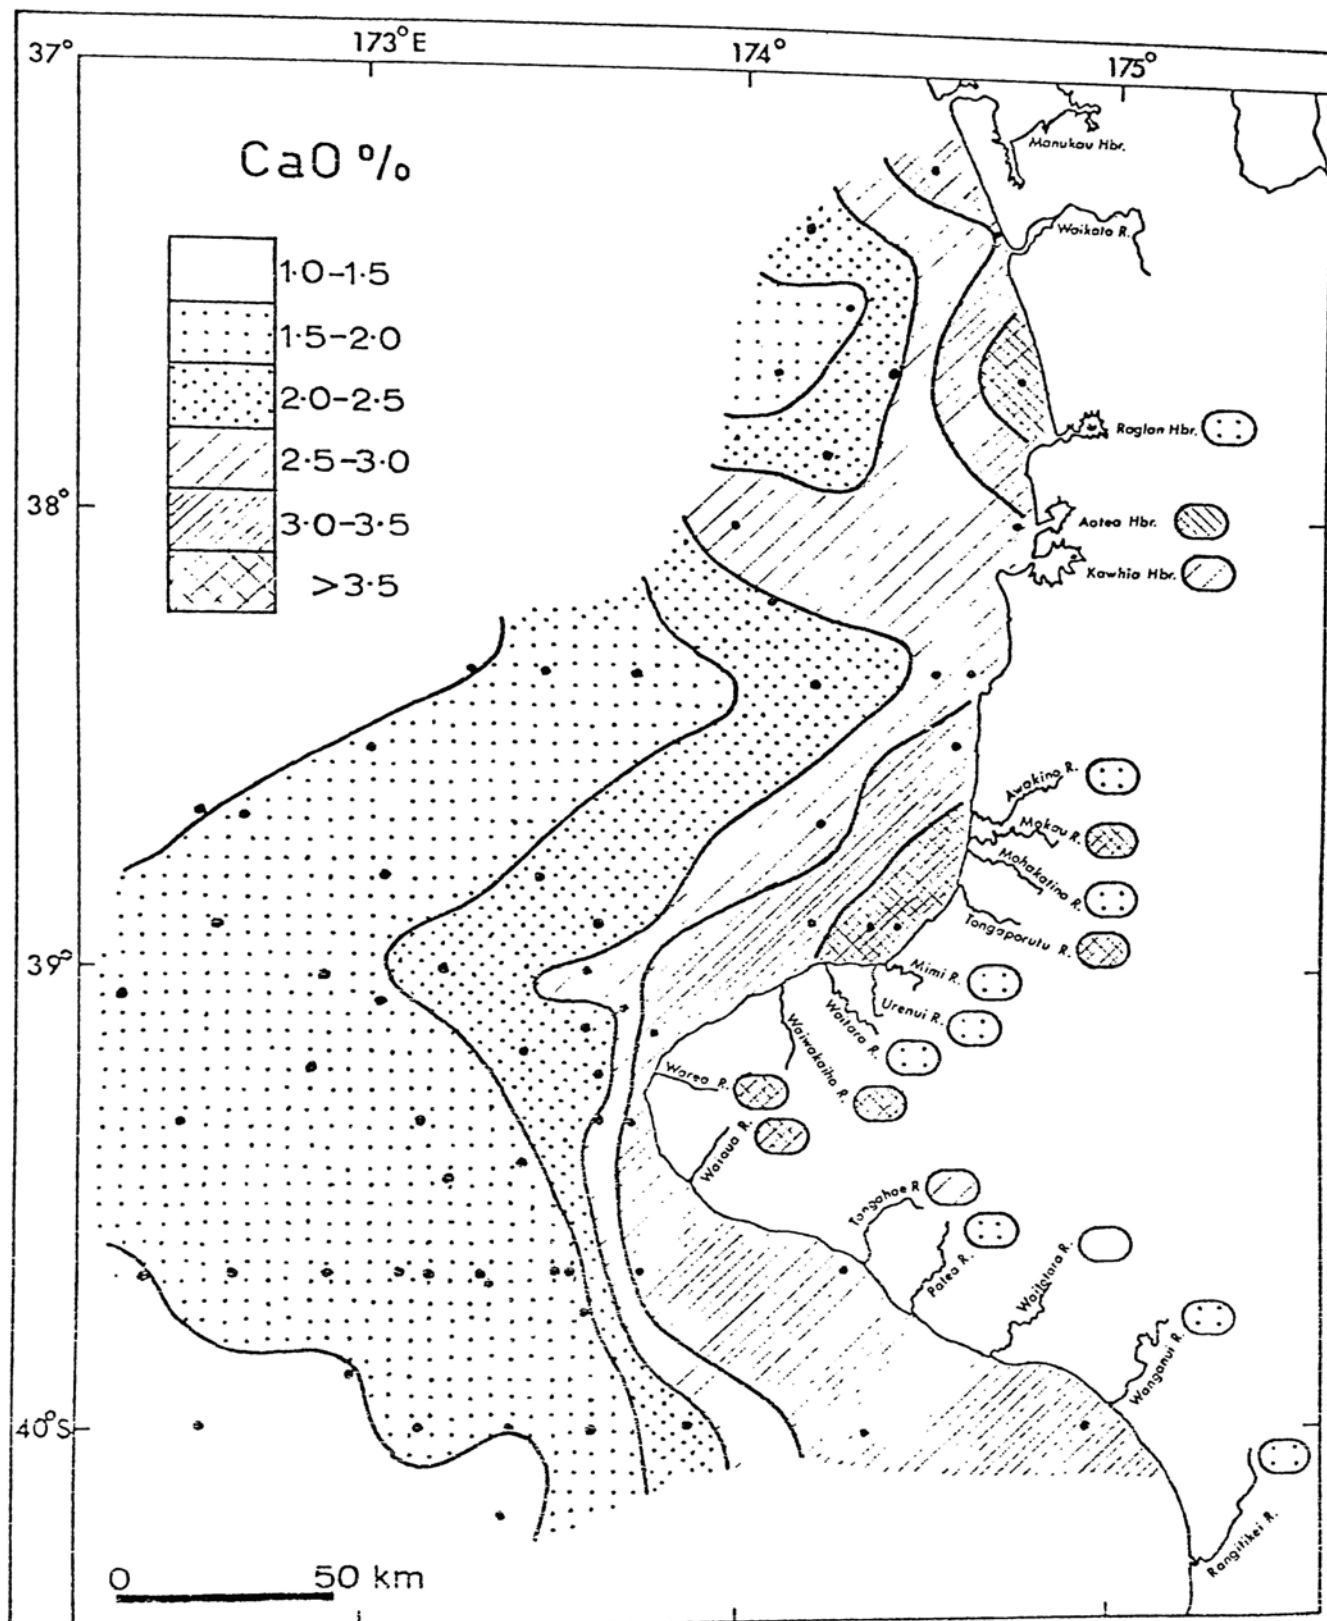 173°E 174° 175°
37°
CaO %
1·0–1·5
1·5–2·0
2·0–2·5
2·5–3·0
3·0–3·5
>3·5
Manukau Hbr.
Waikato R.
Raglan Hbr.
38°
Aotea Hbr.
Kawhia Hbr.
Awakino R.
Mokau R.
Mohakatino R.
Tongaporutu R.
39°
Mimi R.
Urenui R.
Waitara R.
Waiwakaiho R.
Warea R.
Waiaua R.
Tangahoe R
Patea R.
Waitotara R.
Wanganui R.
40°S
Rangitikei R.
0 50 km